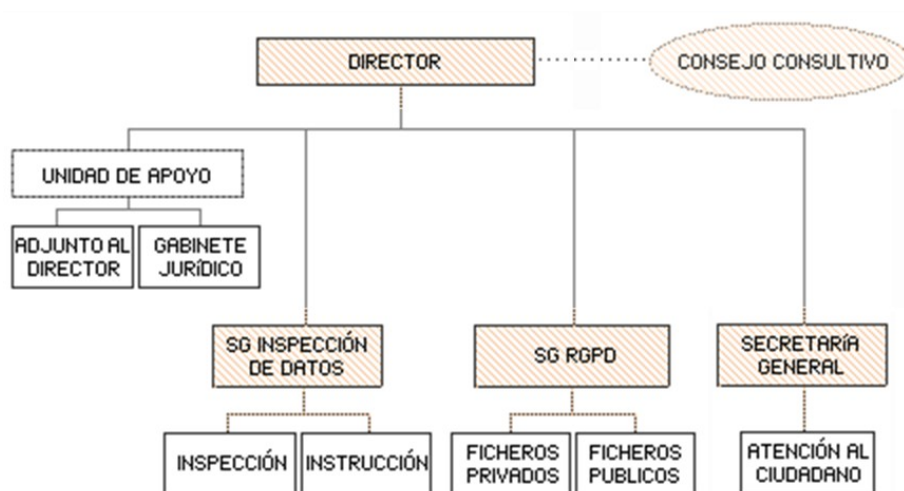 DIRECTOR
CONSEJO CONSULTIVO
UNIDAD DE APOYO
ADJUNTO AL
DIRECTOR
GABINETE
JURÍDICO
SG INSPECCIÓN
DE DATOS
SG RGPD
SECRETARÍA
GENERAL
INSPECCIÓN
INSTRUCCIÓN
FICHEROS
PRIVADOS
FICHEROS
PUBLICOS
ATENCIÓN AL
CIUDADANO